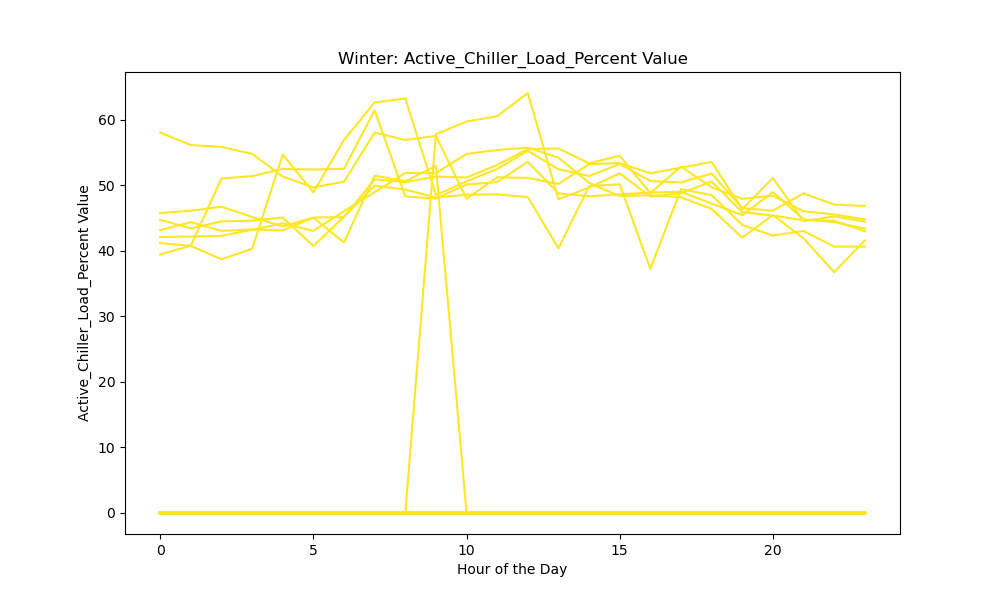 Winter: Active_Chiller_Load_Percent Value
Active_Chiller_Load_Percent Value
60
50
40
30
20
10
0
0 5 10 15 20
Hour of the Day